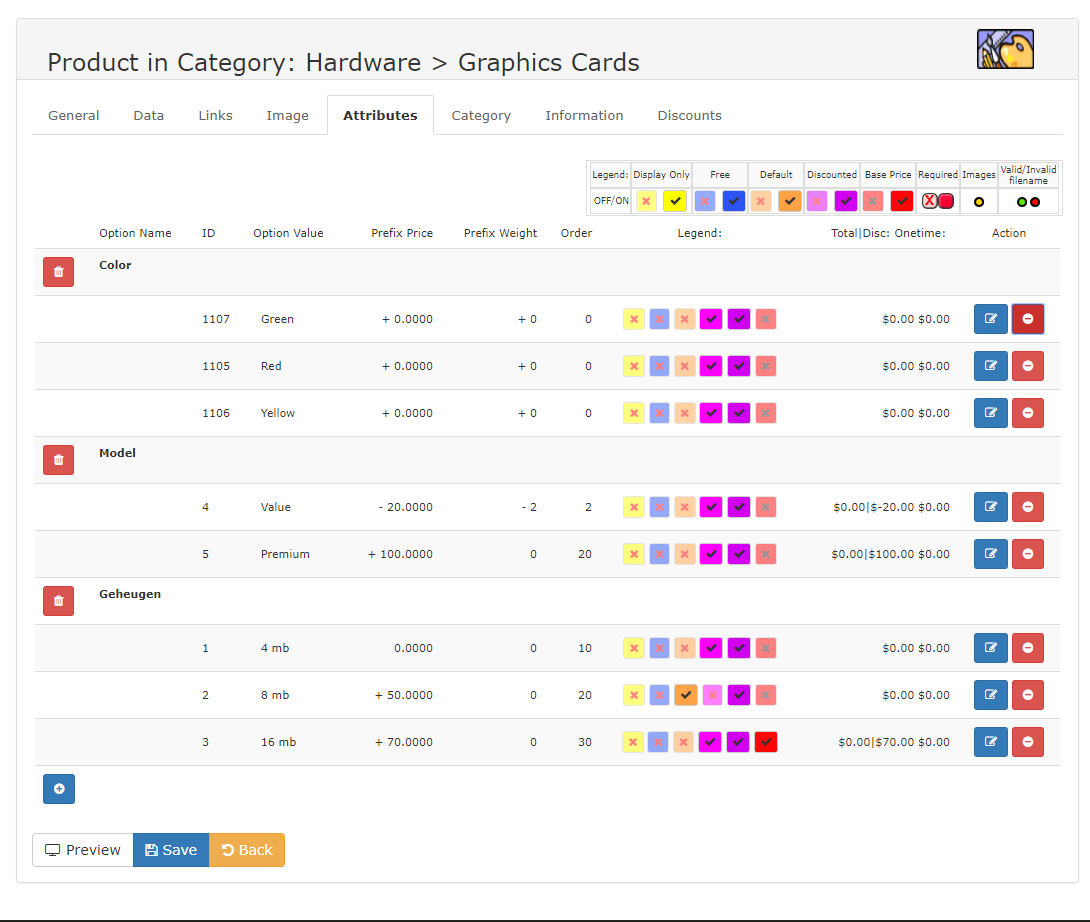 Product in Category: Hardware > Graphics Cards
General Data Links Image Attributes Category Information Discounts
Legend: Display Only Free Default Discounted Base Price Required Images Valid/Invalid
filename
OFF/ON
Option Name ID Option Value Prefix Price Prefix Weight Order Legend: Total|Disc: Onetime: Action
Color
1107 Green + 0.0000 + 0 0 $0.00 $0.00
1105 Red + 0.0000 + 0 0 $0.00 $0.00
1106 Yellow + 0.0000 + 0 0 $0.00 $0.00
Model
4 Value - 20.0000 - 2 2 $0.00|$-20.00 $0.00
5 Premium + 100.0000 0 20 $0.00|$100.00 $0.00
Geheugen
1 4 mb 0.0000 0 10 $0.00 $0.00
2 8 mb + 50.0000 0 20 $0.00 $0.00
3 16 mb + 70.0000 0 30 $0.00|$70.00 $0.00
Preview Save Back